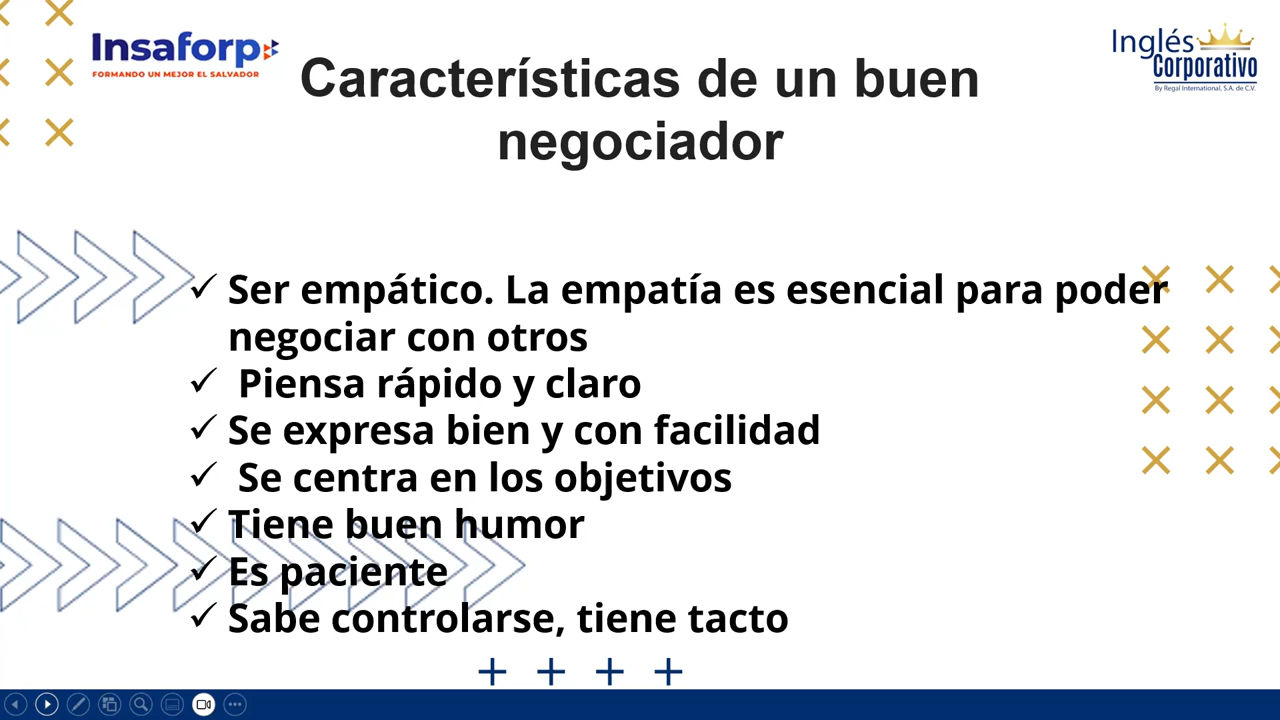 Insaforp
FORMANDO UN MEJOR EL SALVADOR
Inglés
Corporativo
By Regal International, S.A. de C.V.
Características de un buen
negociador
✓ Ser empático. La empatía es esencial para poder
negociar con otros
✓ Piensa rápido y claro
✓ Se expresa bien y con facilidad
✓ Se centra en los objetivos
✓ Tiene buen humor
✓ Es paciente
✓ Sabe controlarse, tiene tacto